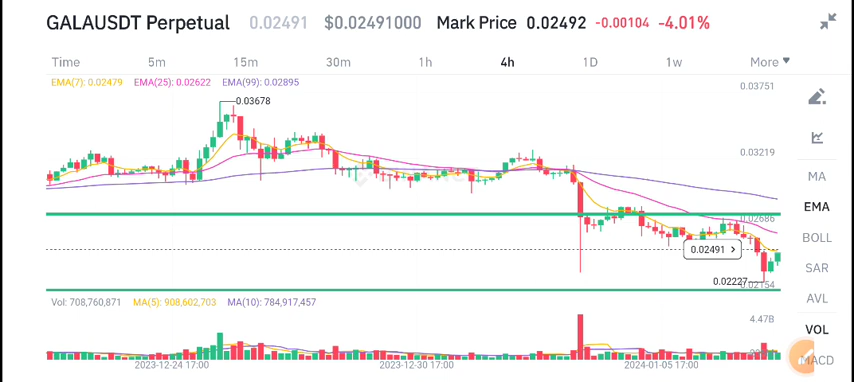 GALAUSDT Perpetual 0.02491 $0.02491000 Mark Price 0.02492 -0.00104 -4.01%
Time 5m 15m 30m 1h 4h 1D 1w More
EMA(7): 0.02479 EMA(25): 0.02622 EMA(99): 0.02895
0.03751
0.03678
0.03219
MA
EMA
0.02686
BOLL
0.02491
SAR
0.02227
0.02154
AVL
Vol: 708,760,871 MA(5): 908,602,703 MA(10): 784,917,457
4.47B
VOL
MACD
2023-12-24 17:00 2023-12-30 17:00 2024-01-05 17:00